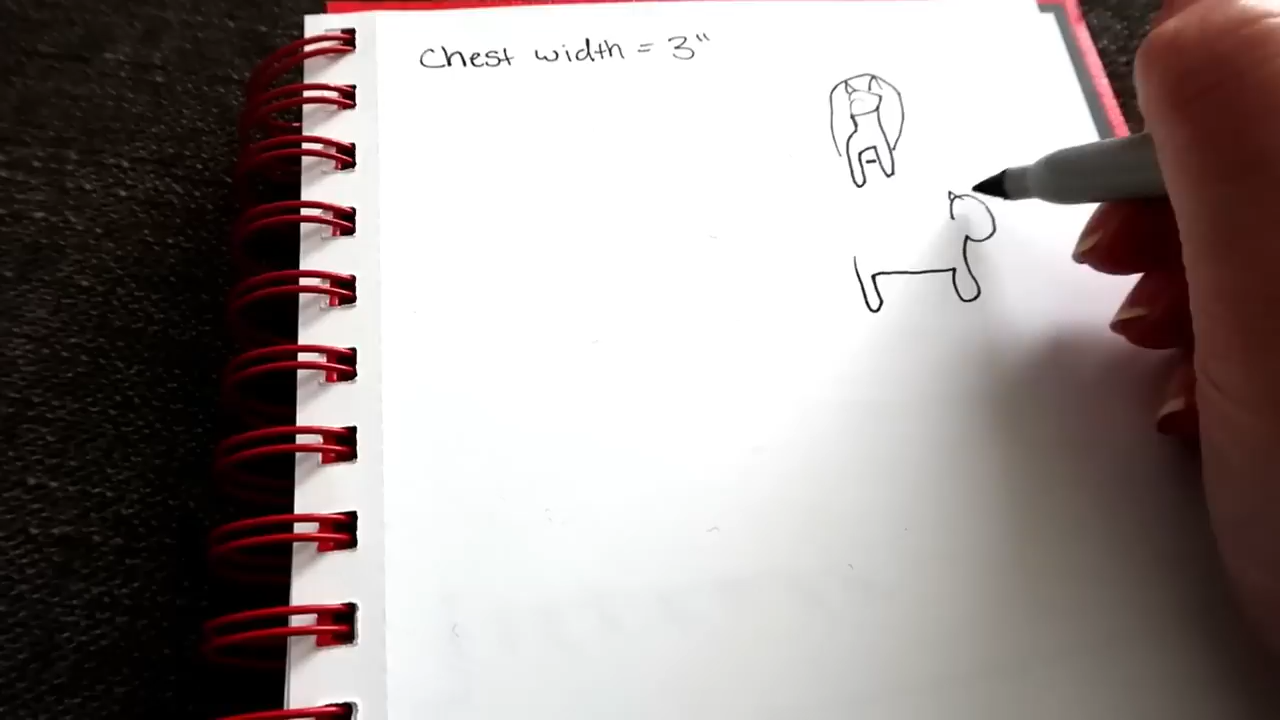 Chest width = 3"